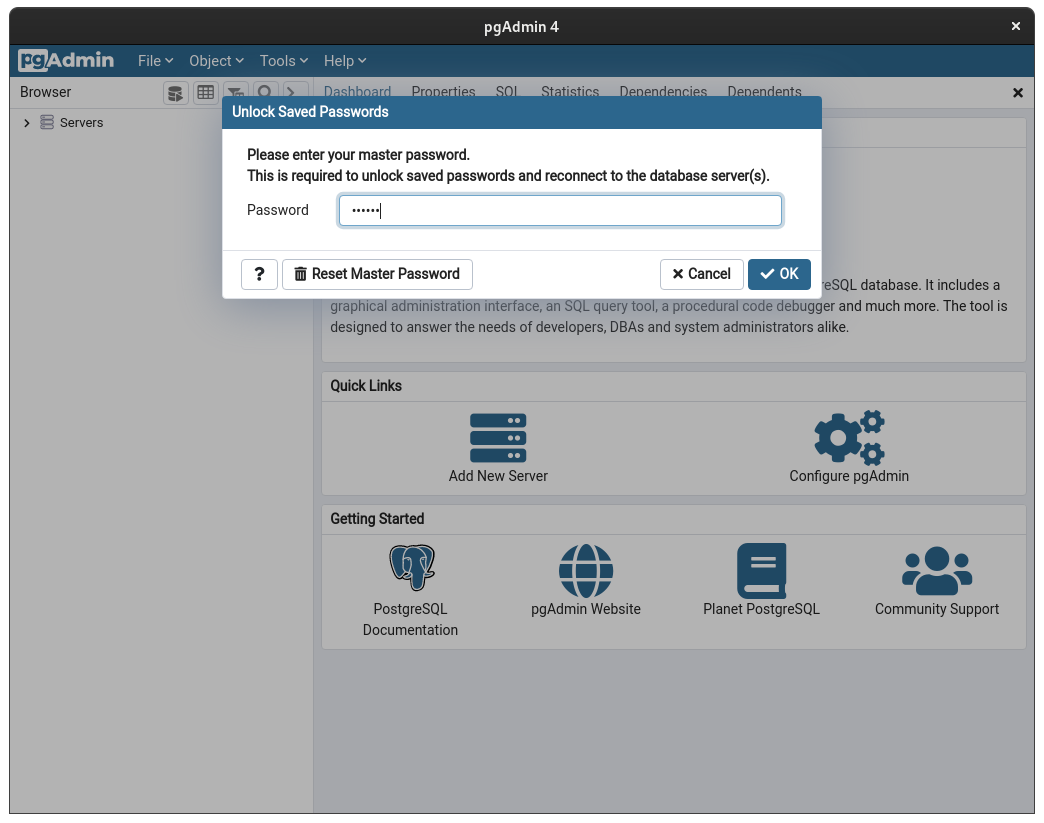 pgAdmin 4
pgAdmin File Object Tools Help
Browser Dashboard Properties SQL Statistics Dependencies Dependents
Servers
Unlock Saved Passwords
Please enter your master password.
This is required to unlock saved passwords and reconnect to the database server(s).
Password ••••••
? Reset Master Password Cancel OK
reSQL database. It includes a
graphical administration interface, an SQL query tool, a procedural code debugger and much more. The tool is
designed to answer the needs of developers, DBAs and system administrators alike.
Quick Links
Add New Server Configure pgAdmin
Getting Started
PostgreSQL
Documentation
pgAdmin Website
Planet PostgreSQL
Community Support